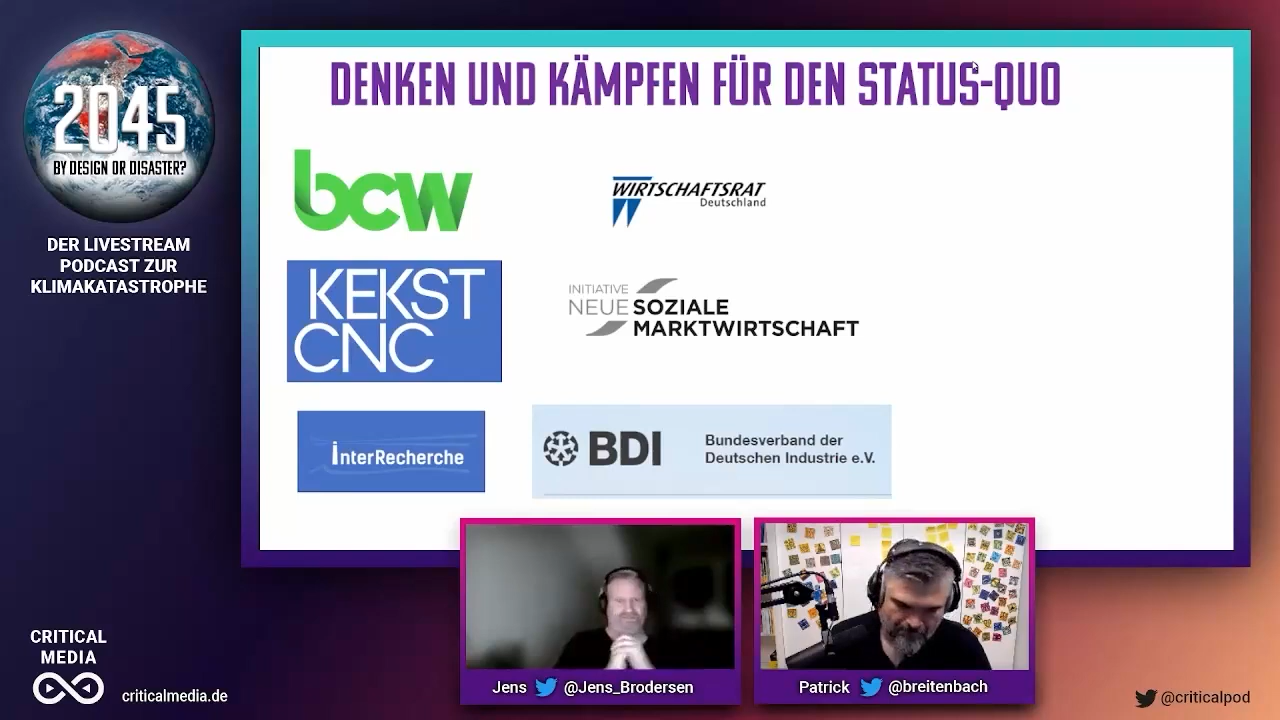 2045
BY DESIGN OR DISASTER?
DER LIVESTREAM
PODCAST ZUR
KLIMAKATASTROPHE
DENKEN UND KÄMPFEN FÜR DEN STATUS-QUO
bcw
WIRTSCHAFTSRAT
Deutschland
KEKST
CNC
INITIATIVE
NEUE SOZIALE
MARKTWIRTSCHAFT
interRecherche
BDI
Bundesverband der
Deutschen Industrie e.V.
Jens @Jens_Brodersen
Patrick @breitenbach
CRITICAL
MEDIA
criticalmedia.de
@criticalpod